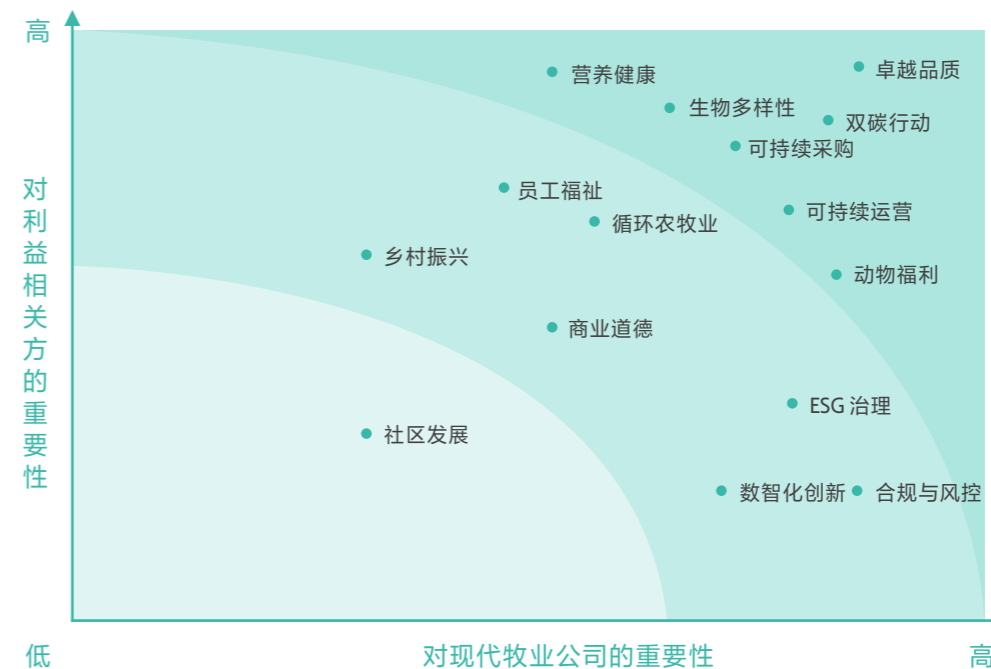 高
对利益相关方的重要性
营养健康
卓越品质
生物多样性
双碳行动
可持续采购
员工福祉
可持续运营
循环农牧业
乡村振兴
动物福利
商业道德
ESG 治理
社区发展
数智化创新
合规与风控
低
对现代牧业公司的重要性
高